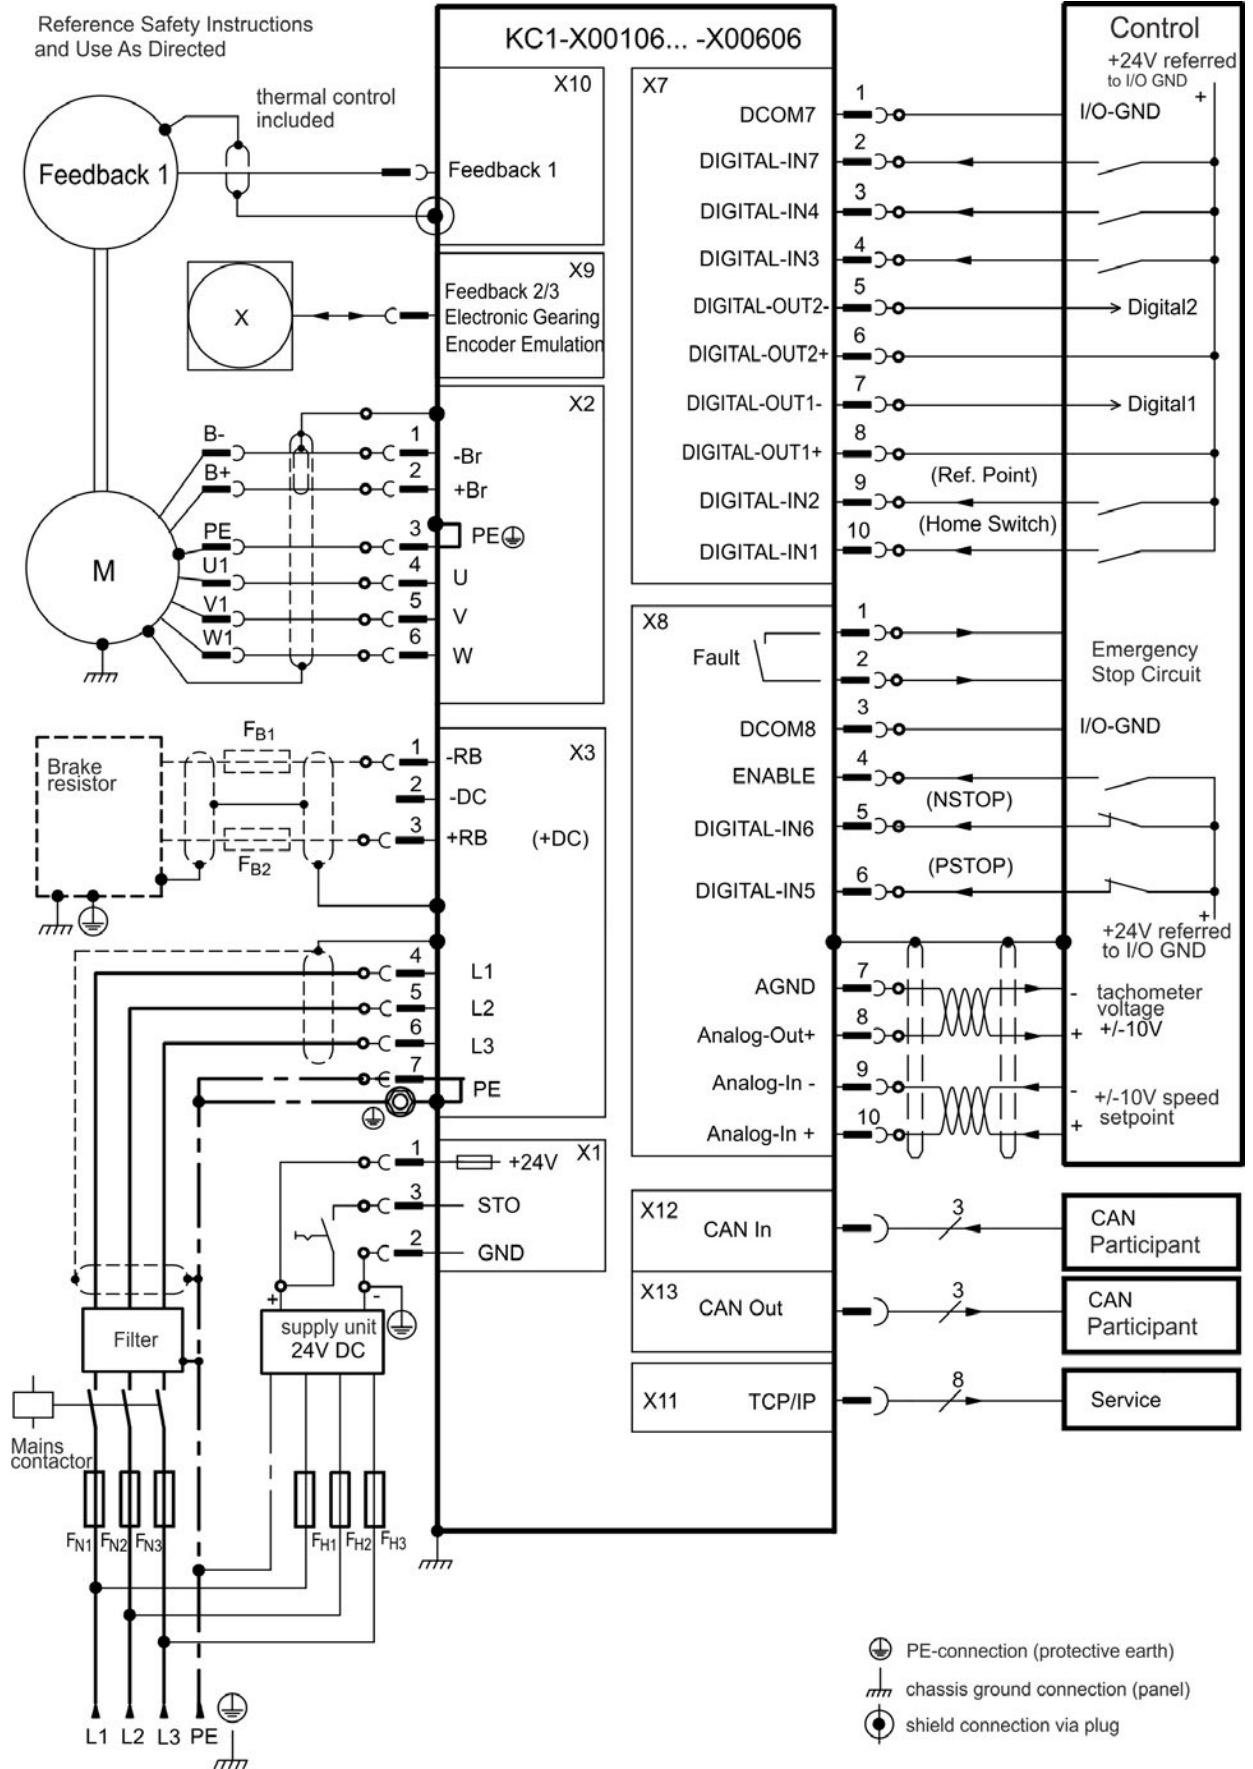 Reference Safety Instructions
and Use As Directed
KC1-X00106... -X00606
Control
+24V referred
to I/O GND
+
thermal control
included
Feedback 1
X10
Feedback 1
X
X9
Feedback 2/3
Electronic Gearing
Encoder Emulation
X2
B-
1
-Br
B+
2
+Br
PE
3
PE
U1
4
U
V1
5
V
W1
6
W
M
Brake
resistor
FB1
FB2
X3
1
-RB
2
-DC
3
+RB
(+DC)
4
L1
5
L2
6
L3
7
PE
X1
1
+24V
3
STO
2
GND
+
-
supply unit
24V DC
Filter
Mains
contactor
FN1
FN2
FN3
FH1
FH2
FH3
L1
L2
L3
PE
X7
DCOM7
1
I/O-GND
DIGITAL-IN7
2
DIGITAL-IN4
3
DIGITAL-IN3
4
DIGITAL-OUT2-
5
Digital2
DIGITAL-OUT2+
6
DIGITAL-OUT1-
7
Digital1
DIGITAL-OUT1+
8
DIGITAL-IN2
9
(Ref. Point)
DIGITAL-IN1
10
(Home Switch)
X8
Fault
1
2
Emergency
Stop Circuit
DCOM8
3
I/O-GND
ENABLE
4
DIGITAL-IN6
5
(NSTOP)
DIGITAL-IN5
6
(PSTOP)
+
+24V referred
to I/O GND
AGND
7
-
tachometer
voltage
+/-10V
Analog-Out+
8
+
Analog-In -
9
-
+/-10V speed
setpoint
Analog-In +
10
+
X12
CAN In
3
CAN
Participant
X13
CAN Out
3
CAN
Participant
X11
TCP/IP
8
Service
PE-connection (protective earth)
chassis ground connection (panel)
shield connection via plug